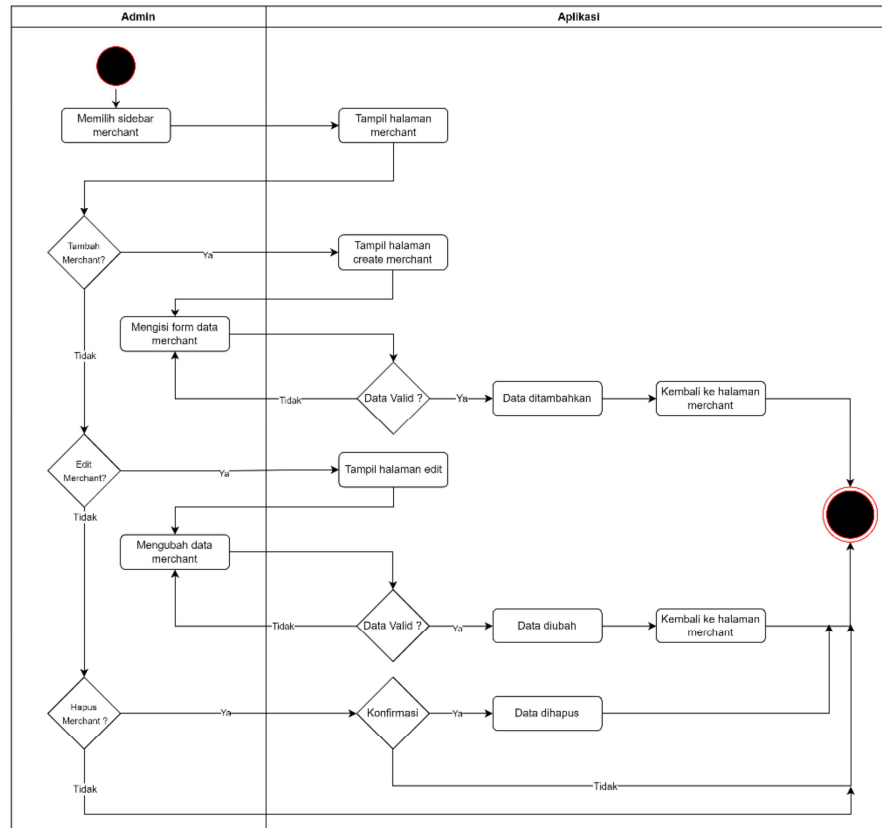 Admin
Aplikasi
Memilih sidebar
merchant
Tampil halaman
merchant
Tambah
Merchant?
Ya
Tampil halaman
create merchant
Mengisi form data
merchant
Tidak
Tidak
Data Valid ?
Ya
Data ditambahkan
Kembali ke halaman
merchant
Edit
Merchant?
Ya
Tampil halaman edit
Tidak
Mengubah data
merchant
Tidak
Data Valid ?
Ya
Data diubah
Kembali ke halaman
merchant
Hapus
Merchant ?
Ya
Konfirmasi
Ya
Data dihapus
Tidak
Tidak